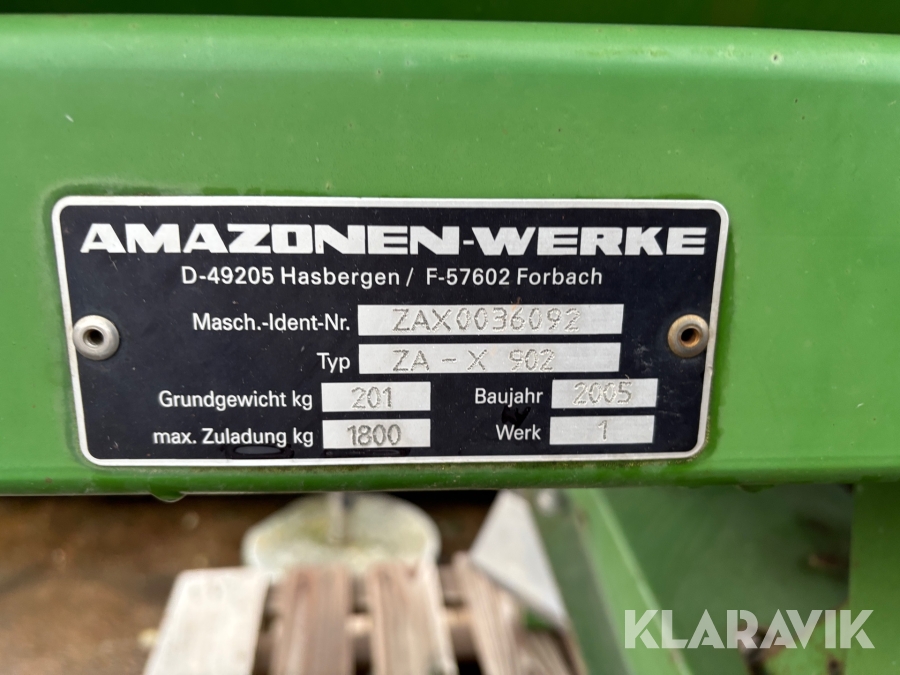 AMAZONEN-WERKE
D-49205 Hasbergen / F-57602 Forbach
Masch.-Ident-Nr. ZAX0036092
Typ ZA-X 902
Grundgewicht kg 201 Baujahr 2005
max. Zuladung kg 1800 Werk 1
KLARAVIK